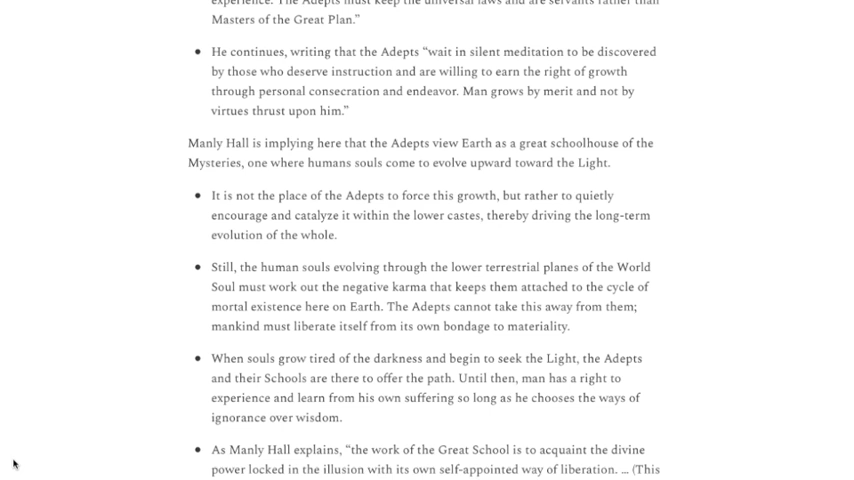 experience. The Adepts must keep the universal laws and are servants rather than
Masters of the Great Plan.”
He continues, writing that the Adepts “wait in silent meditation to be discovered
by those who deserve instruction and are willing to earn the right of growth
through personal consecration and endeavor. Man grows by merit and not by
virtues thrust upon him.”
Manly Hall is implying here that the Adepts view Earth as a great schoolhouse of the
Mysteries, one where humans souls come to evolve upward toward the Light.
It is not the place of the Adepts to force this growth, but rather to quietly
encourage and catalyze it within the lower castes, thereby driving the long-term
evolution of the whole.
Still, the human souls evolving through the lower terrestrial planes of the World
Soul must work out the negative karma that keeps them attached to the cycle of
mortal existence here on Earth. The Adepts cannot take this away from them;
mankind must liberate itself from its own bondage to materiality.
When souls grow tired of the darkness and begin to seek the Light, the Adepts
and their Schools are there to offer the path. Until then, man has a right to
experience and learn from his own suffering so long as he chooses the ways of
ignorance over wisdom.
As Manly Hall explains, “the work of the Great School is to acquaint the divine
power locked in the illusion with its own self-appointed way of liberation. … (This